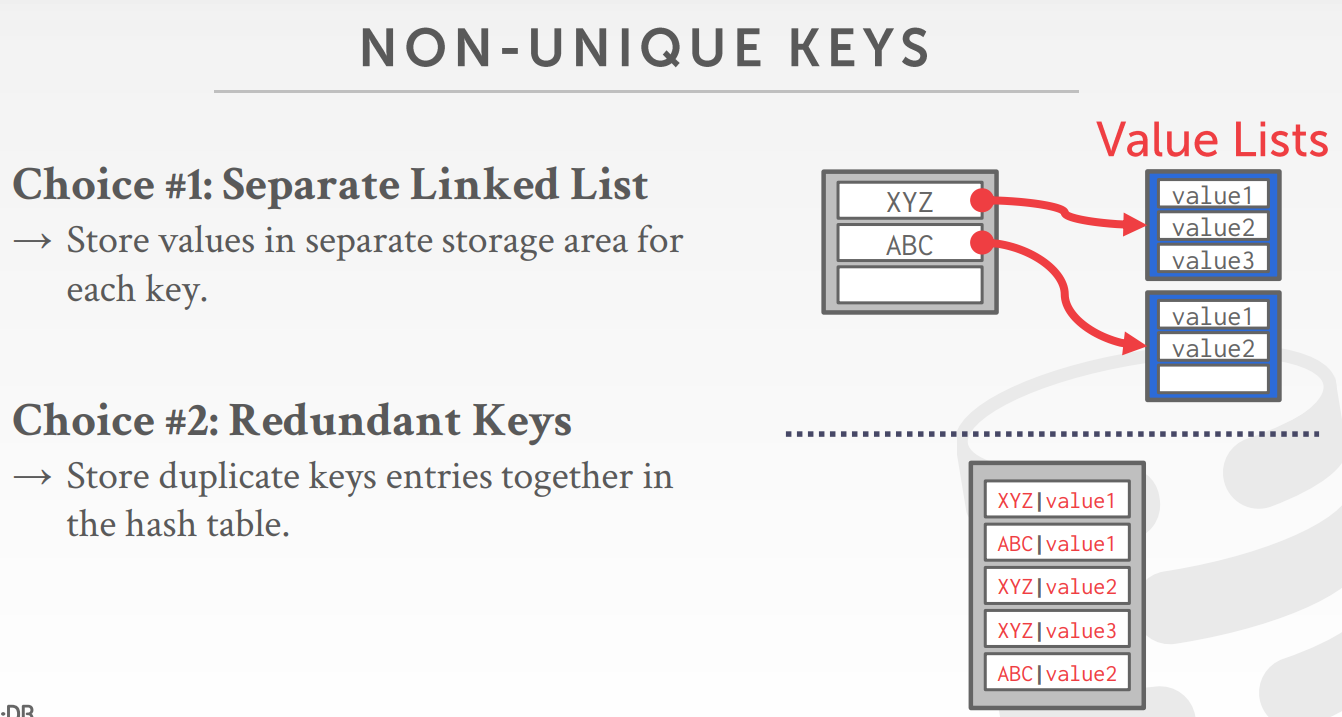 NON-UNIQUE KEYS
Choice #1: Separate Linked List
→ Store values in separate storage area for
each key.
Value Lists
XYZ
ABC
value1
value2
value3
value1
value2
Choice #2: Redundant Keys
→ Store duplicate keys entries together in
the hash table.
XYZ|value1
ABC|value1
XYZ|value2
XYZ|value3
ABC|value2